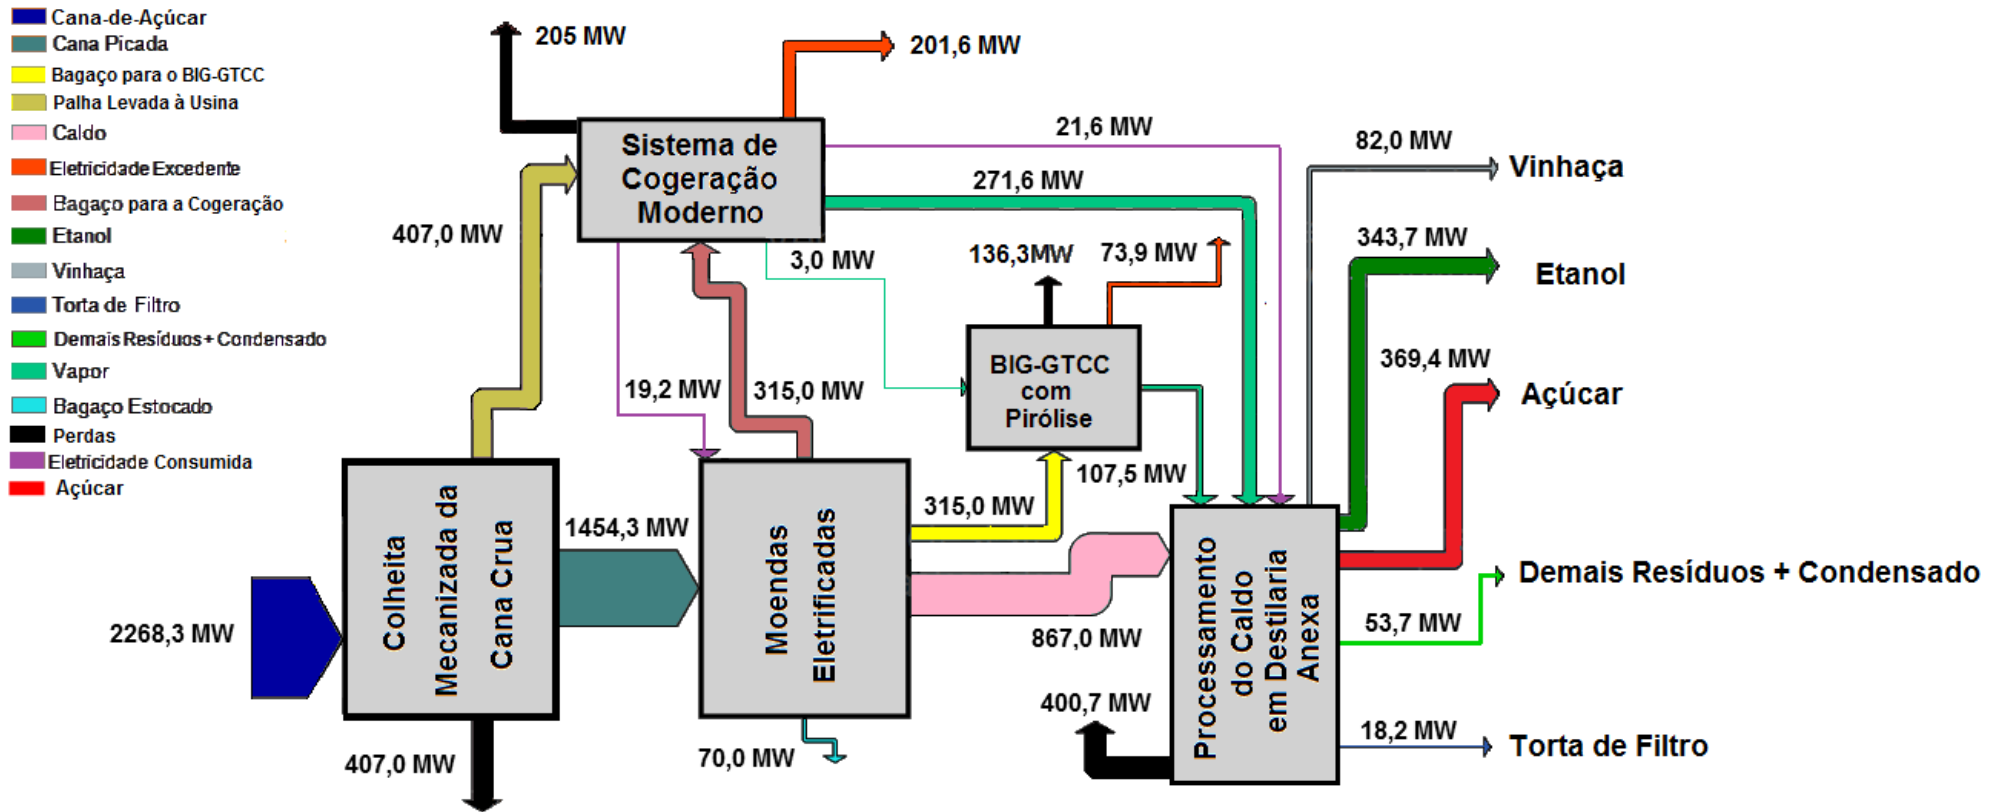 Cana-de-Açúcar
Cana Picada
Bagaço para o BIG-GTCC
Palha Levada à Usina
Caldo
Eletricidade Excedente
Bagaço para a Cogeração
Etanol
Vinhaça
Torta de Filtro
Demais Resíduos + Condensado
Vapor
Bagaço Estocado
Perdas
Eletricidade Consumida
Açúcar
205 MW
201,6 MW
Sistema de
Cogeração
Moderno
21,6 MW
271,6 MW
82,0 MW
Vinhaça
407,0 MW
3,0 MW
136,3MW
73,9 MW
343,7 MW
Etanol
BIG-GTCC
com
Pirólise
369,4 MW
Açúcar
19,2 MW
315,0 MW
107,5 MW
315,0 MW
1454,3 MW
2268,3 MW
Colheita
Mecanizada da
Cana Crua
Moendas
Eletrificadas
867,0 MW
Processamento
do Caldo
em Destilaria
Anexa
Demais Resíduos + Condensado
53,7 MW
400,7 MW
18,2 MW
Torta de Filtro
407,0 MW
70,0 MW